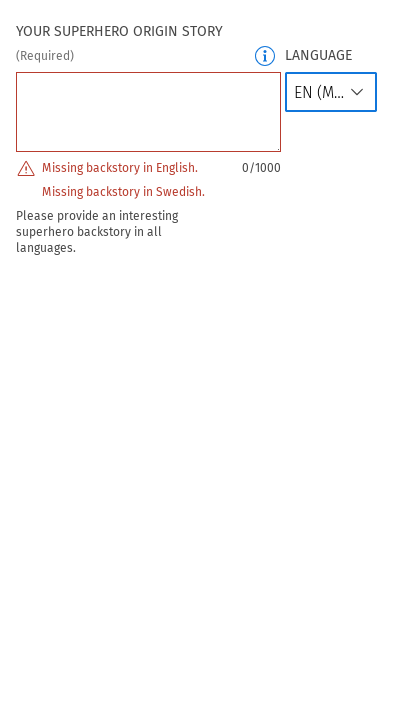 YOUR SUPERHERO ORIGIN STORY
(Required)
LANGUAGE
EN (M...
Missing backstory in English.
0/1000
Missing backstory in Swedish.
Please provide an interesting
superhero backstory in all
languages.